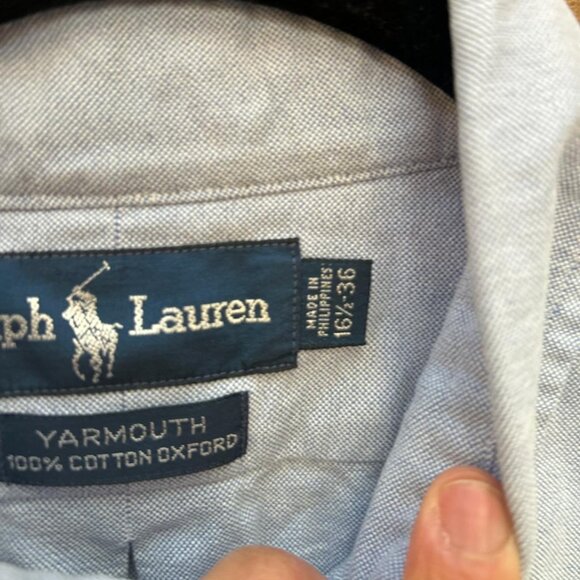 ph Lauren
MADE IN
PHILIPPINES
16½-36
YARMOUTH
100% COTTON OXFORD